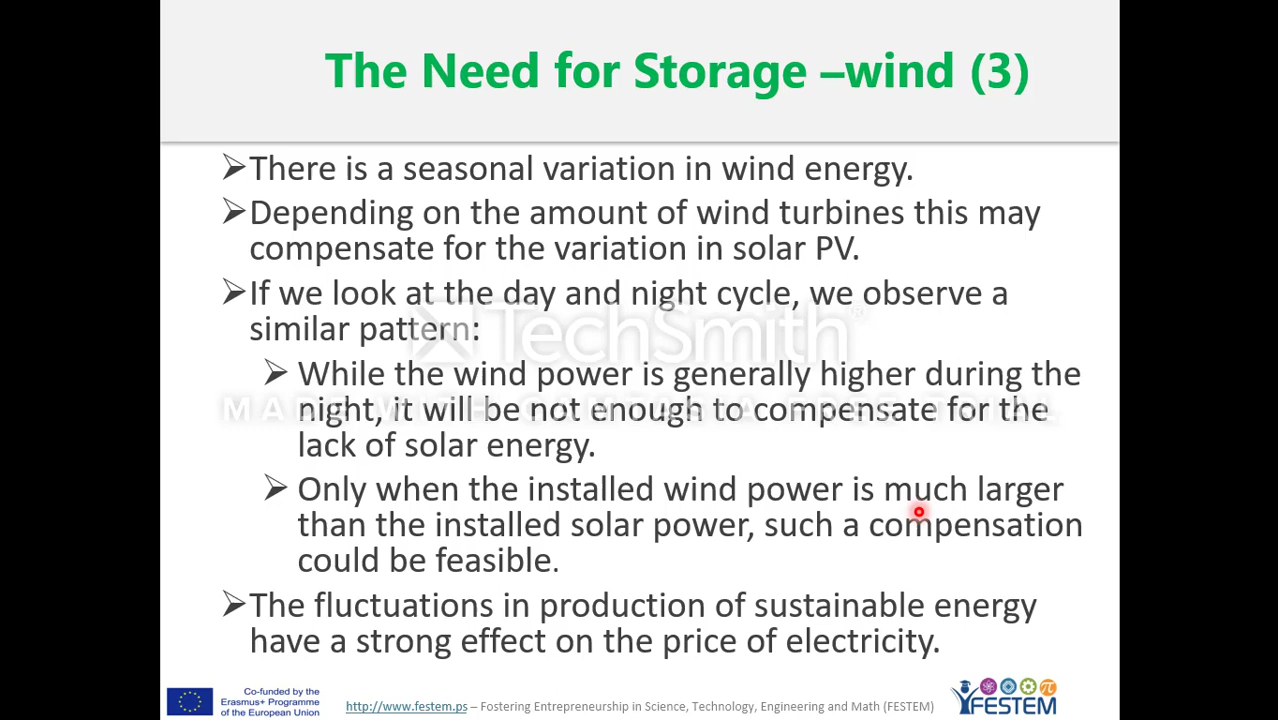 The Need for Storage –wind (3)
➢There is a seasonal variation in wind energy.
➢Depending on the amount of wind turbines this may
compensate for the variation in solar PV.
➢If we look at the day and night cycle, we observe a
similar pattern:
➢ While the wind power is generally higher during the
night, it will be not enough to compensate for the
lack of solar energy.
➢ Only when the installed wind power is much larger
than the installed solar power, such a compensation
could be feasible.
➢The fluctuations in production of sustainable energy
have a strong effect on the price of electricity.
TechSmith®
MADE WITH CAMTASIA FREE TRIAL
Co-funded by the
Erasmus+ Programme
of the European Union
http://www.festem.ps – Fostering Entrepreneurship in Science, Technology, Engineering and Math (FESTEM)
FESTEM